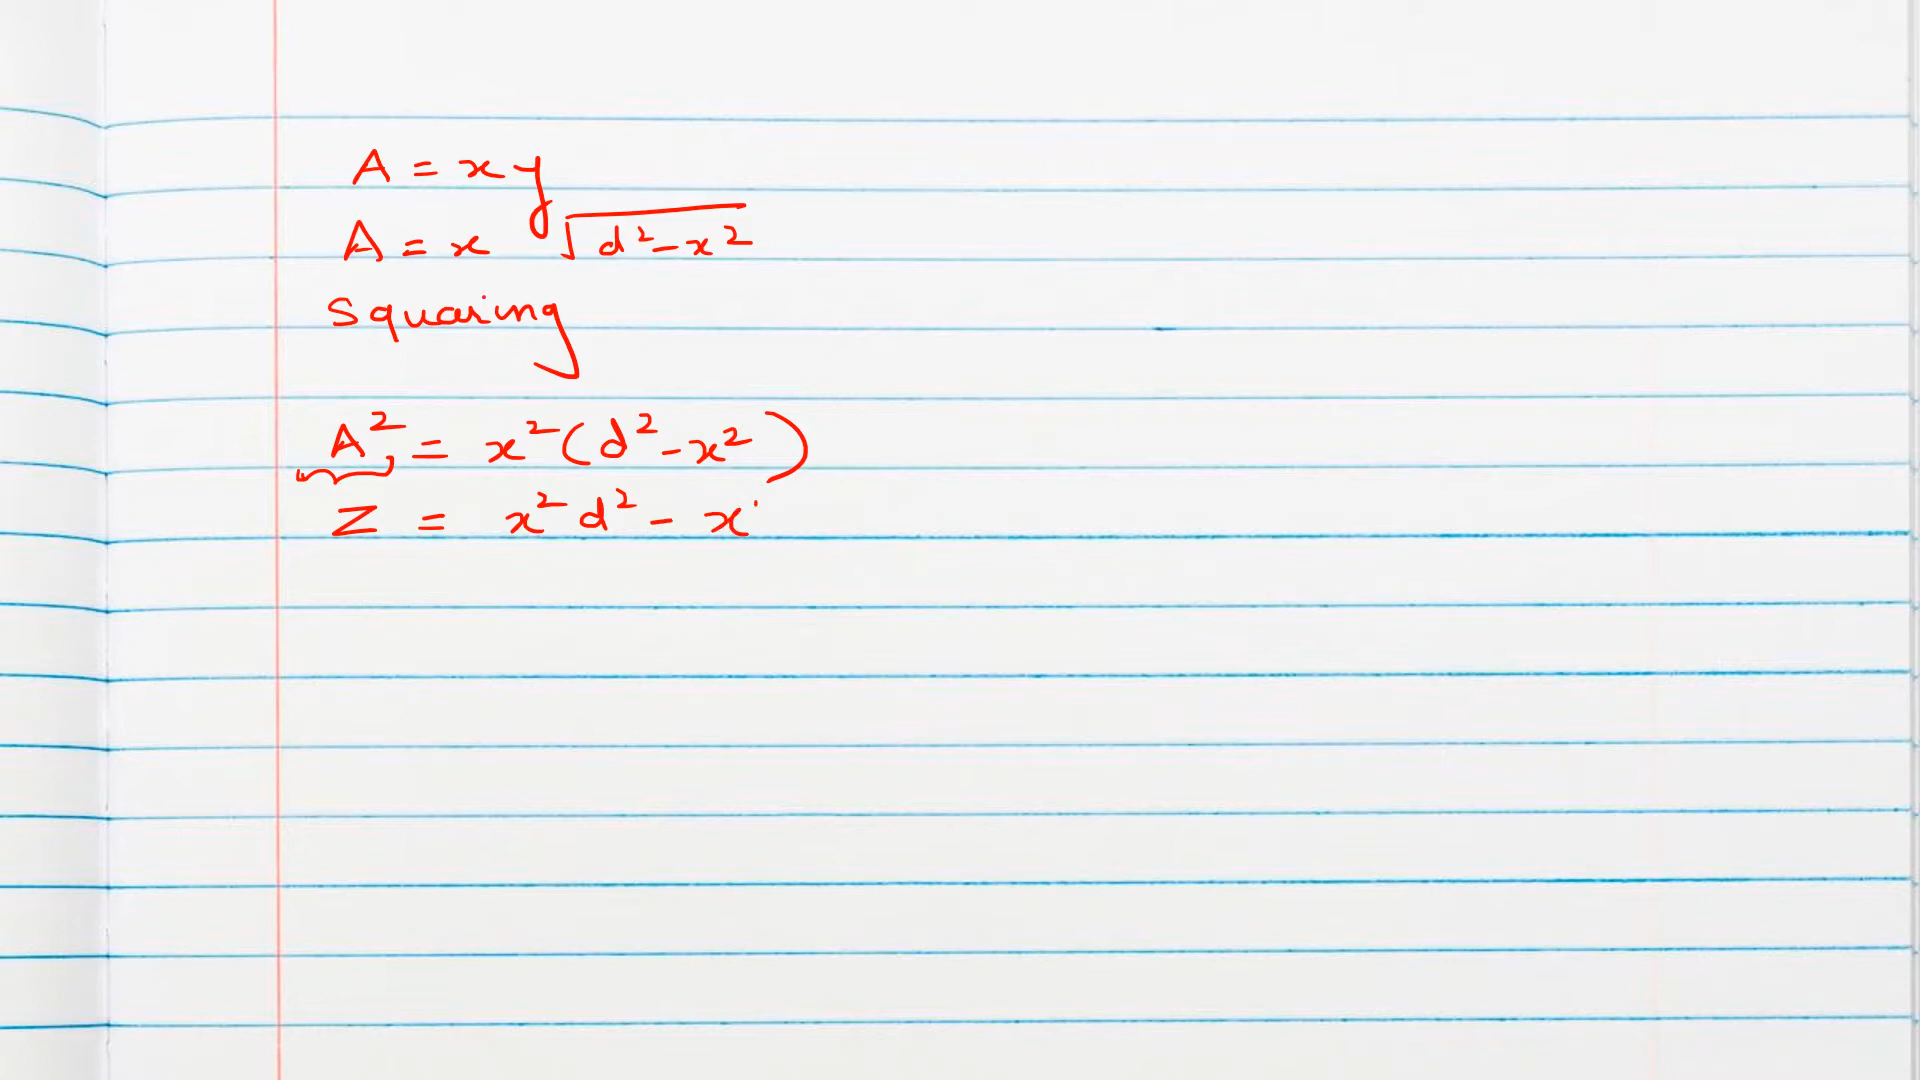 A = xy
A = x √(d² - x²)
Squaring
A² = x²(d² - x²)
Z = x²d² - x